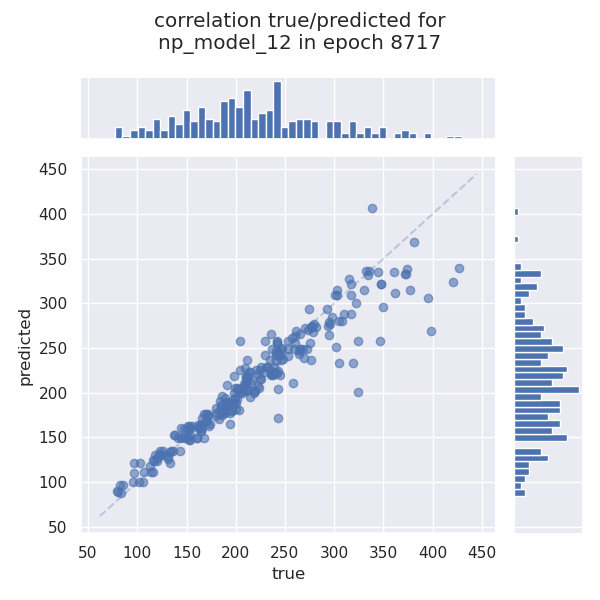 correlation true/predicted for
np_model_12 in epoch 8717
450
400
350
300
250
200
150
100
50
predicted
50 100 150 200 250 300 350 400 450
true